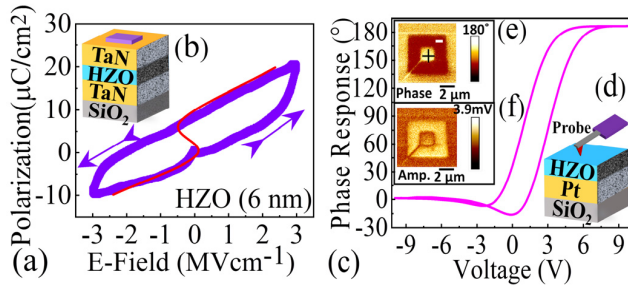 (a)
Polarization(μC/cm²)
20
10
0
-10
-3 -2 -1 0 1 2 3
E-Field (MVcm⁻¹)
(b)
TaN
HZO
TaN
SiO₂
HZO (6 nm)
(c)
Phase Response (°)
180
150
120
90
60
30
0
-30
-9 -6 -3 0 3 6 9
Voltage (V)
(e)
180°
Phase 2 μm
(f)
3.9mV
Amp. 2 μm
(d)
Probe
HZO
Pt
SiO₂